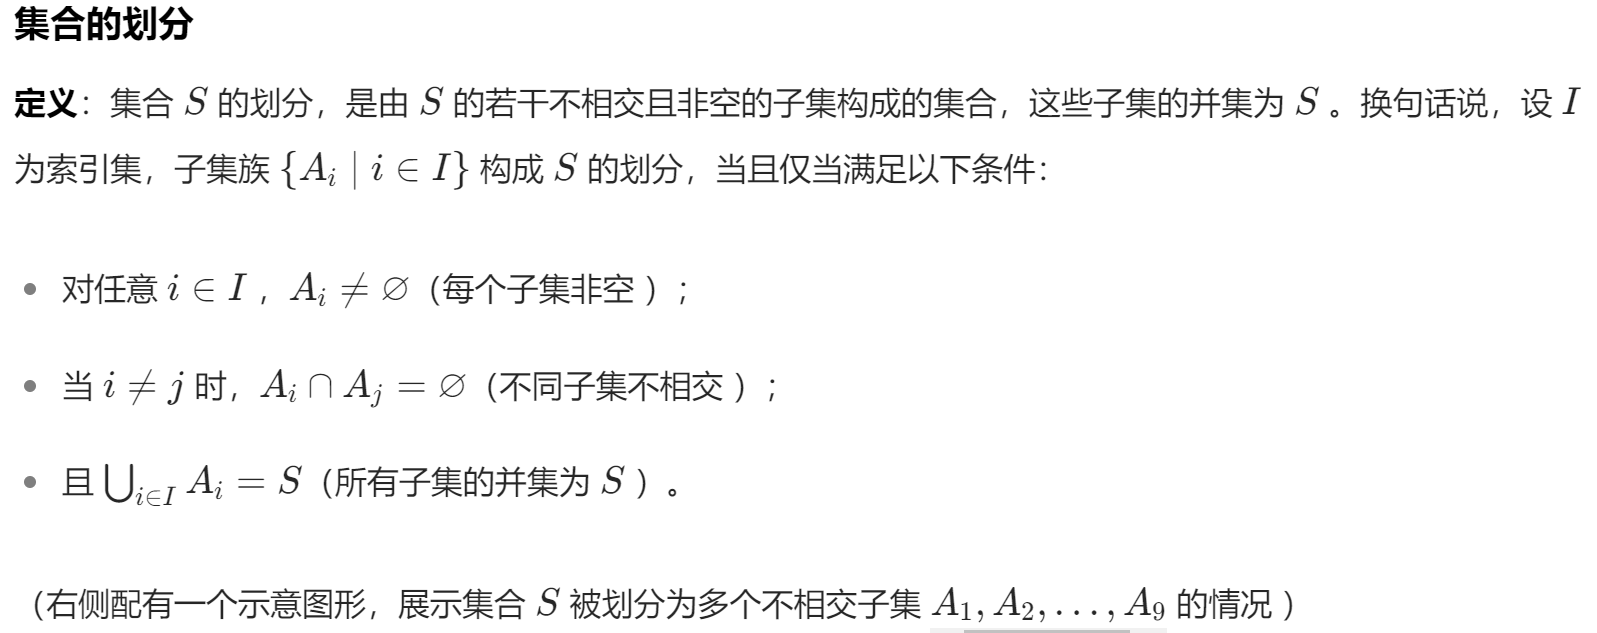 集合的划分
定义：集合 S 的划分，是由 S 的若干不相交且非空的子集构成的集合，这些子集的并集为 S 。换句话说，设 I
为索引集，子集族 {A_i | i ∈ I} 构成 S 的划分，当且仅当满足以下条件：
• 对任意 i ∈ I ，A_i ≠ ∅（每个子集非空 ）；
• 当 i ≠ j 时，A_i ∩ A_j = ∅（不同子集不相交 ）；
• 且 ⋃_{i∈I} A_i = S（所有子集的并集为 S ）。
（右侧配有一个示意图形，展示集合 S 被划分为多个不相交子集 A_1, A_2, . . . , A_9 的情况 ）